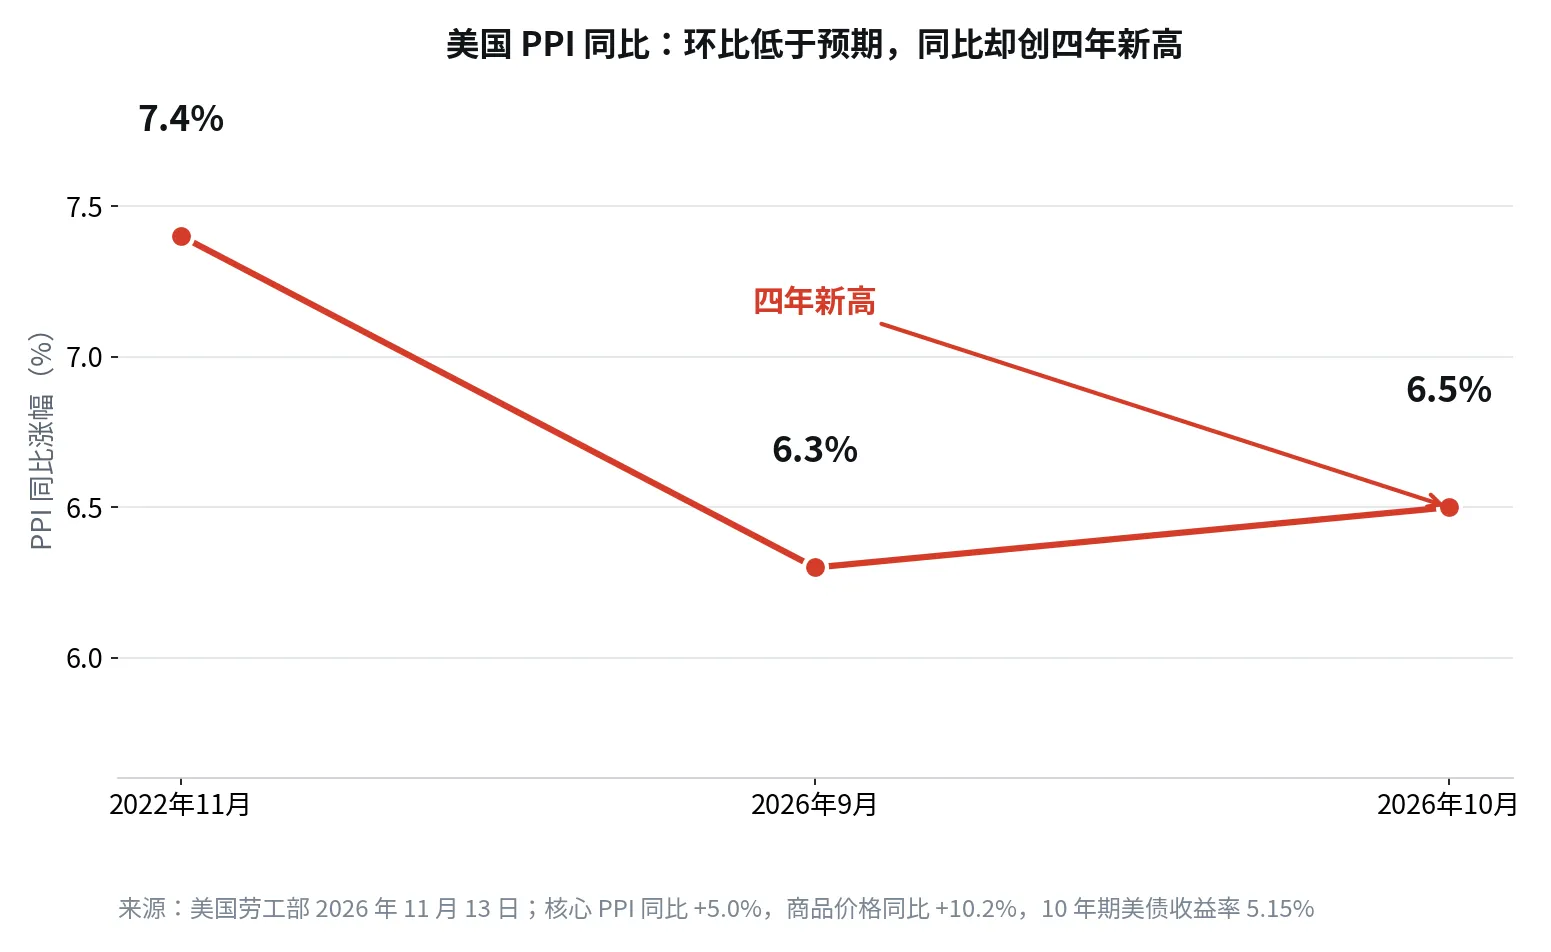 美国 PPI 同比：环比低于预期，同比却创四年新高
7.4%
7.5
四年新高
7.0
6.5%
6.3%
PPI 同比涨幅（%）
6.5
6.0
2022年11月
2026年9月
2026年10月
来源：美国劳工部 2026 年 11 月 13 日；核心 PPI 同比 +5.0%，商品价格同比 +10.2%，10 年期美债收益率 5.15%